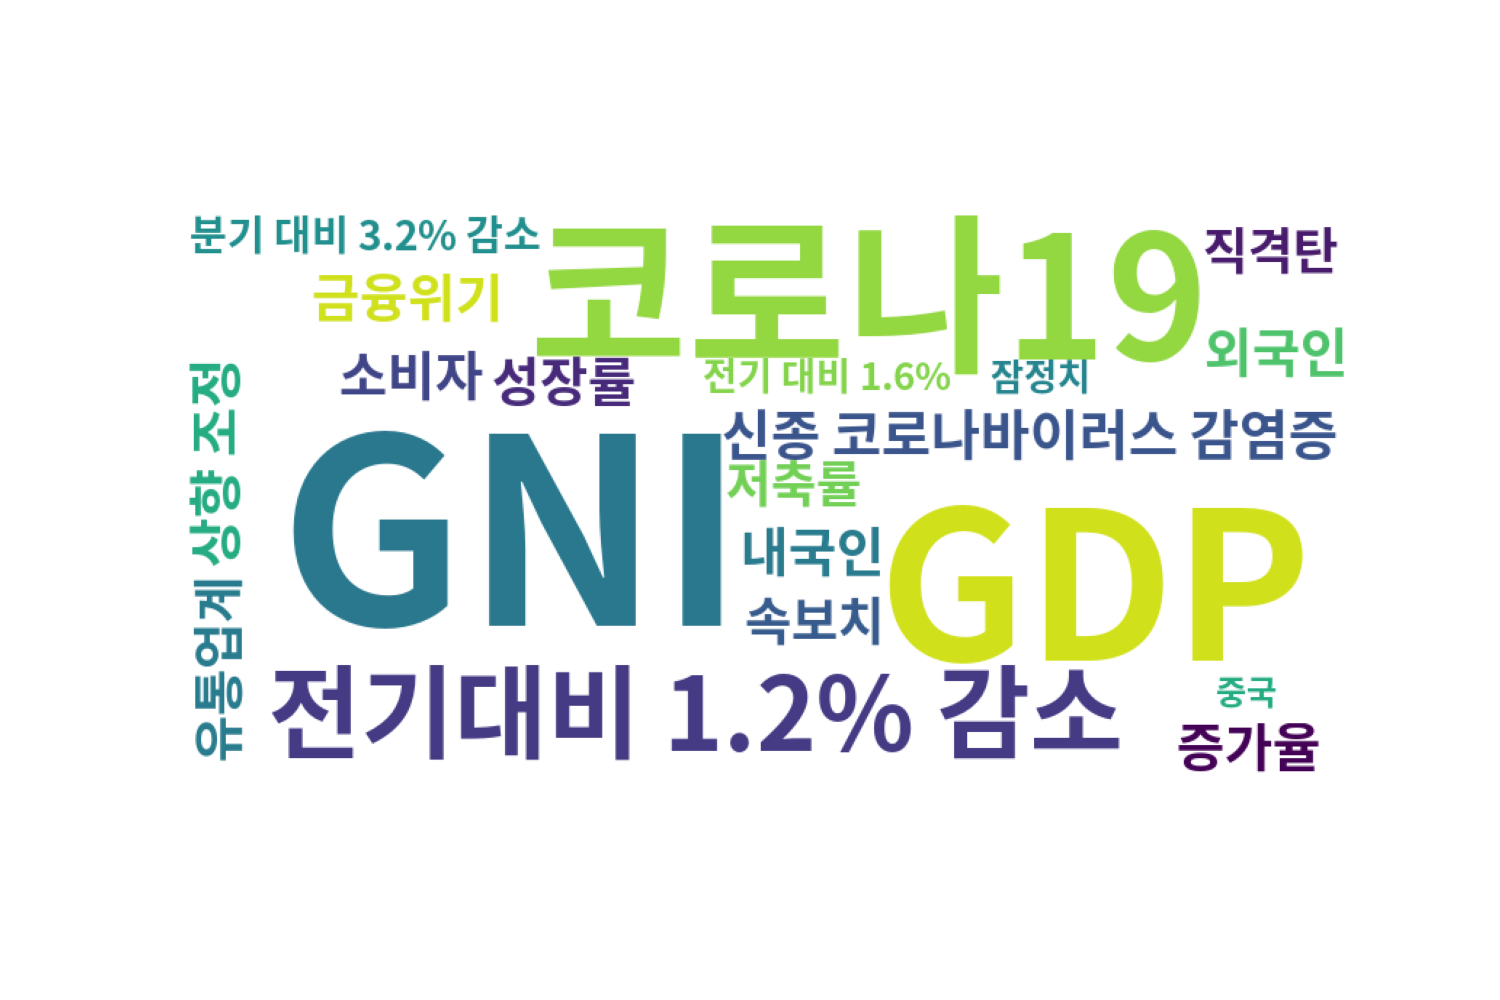 분기 대비 3.2% 감소
코로나19
직격탄
금융위기
외국인
소비자
성장률
전기 대비 1.6%
잠정치
신종 코로나바이러스 감염증
상향 조정
GNI
저축률
GDP
내국인
속보치
유통업계
전기대비 1.2% 감소
중국
증가율